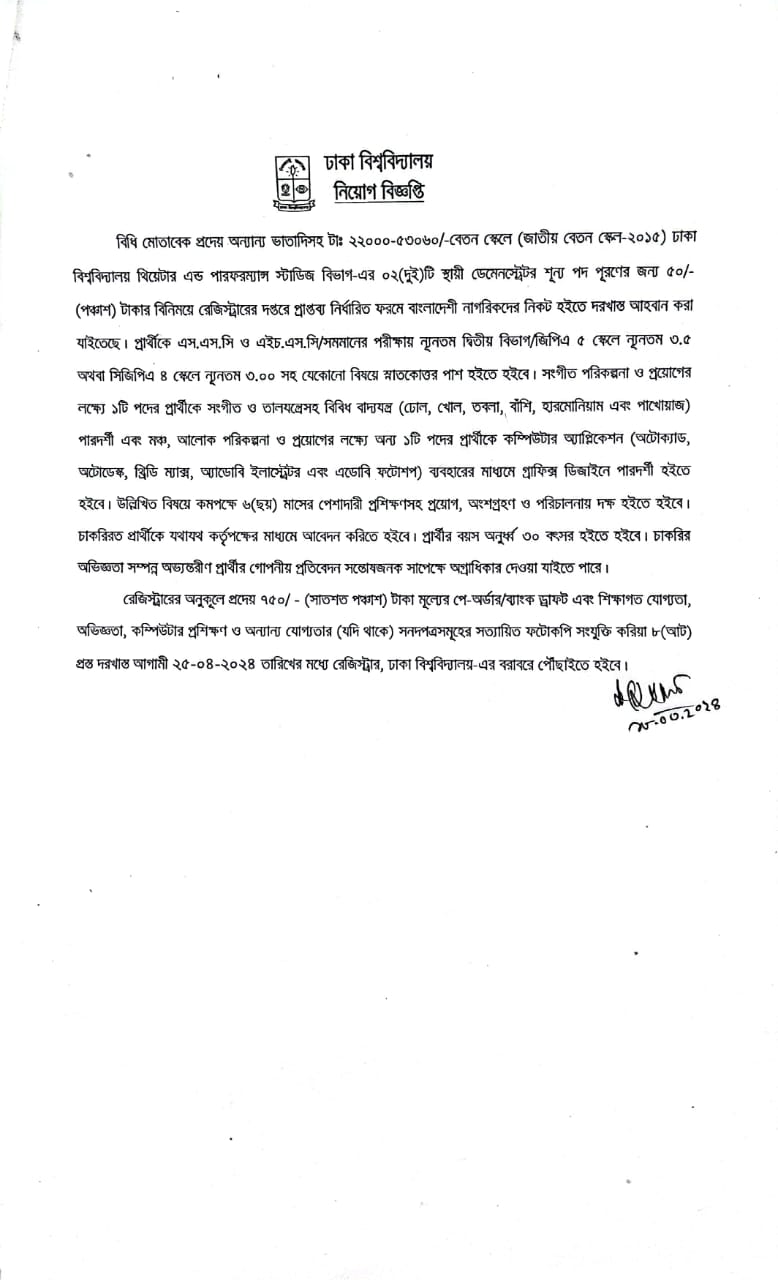 ঢাকা বিশ্ববিদ্যালয়
নিয়োগ বিজ্ঞপ্তি
বিধি মোতাবেক প্রদেয় অন্যান্য ভাতাদিসহ টাঃ ২২০০০-৫৩০৬০/-বেতন স্কেলে (জাতীয় বেতন স্কেল-২০১৫) ঢাকা
বিশ্ববিদ্যালয় থিয়েটার এন্ড পারফরম্যান্স স্টাডিজ বিভাগ-এর ০২(দুই)টি স্থায়ী ডেমেনস্ট্রেটর শূন্য পদ পূরণের জন্য ৫০/-
(পঞ্চাশ) টাকার বিনিময়ে রেজিস্ট্রারের দপ্তরে প্রাপ্তব্য নির্ধারিত ফরমে বাংলাদেশী নাগরিকদের নিকট হইতে দরখাস্ত আহবান করা
যাইতেছে। প্রার্থীকে এস.এস.সি ও এইচ.এস.সি/সমমানের পরীক্ষায় ন্যূনতম দ্বিতীয় বিভাগ/জিপিএ ৫ স্কেলে ন্যূনতম ৩.৫
অথবা সিজিপিএ ৪ স্কেলে ন্যূনতম ৩.০০ সহ যেকোনো বিষয়ে স্নাতকোত্তর পাশ হইতে হইবে। সংগীত পরিকল্পনা ও প্রয়োগের
লক্ষ্যে ১টি পদের প্রার্থীকে সংগীত ও তালযন্ত্রসহ বিবিধ বাদ্যযন্ত্র (ঢোল, খোল, তবলা, বাঁশি, হারমোনিয়াম এবং পাখোয়াজ)
পারদর্শী এবং মঞ্চ, আলোক পরিকল্পনা ও প্রয়োগের লক্ষ্যে অন্য ১টি পদের প্রার্থীকে কম্পিউটার অ্যাপ্লিকেশন (অটোক্যাড,
অটোডেস্ক, থ্রিডি ম্যাক্স, অ্যাডোবি ইলাস্ট্রেটর এবং এডোবি ফটোশপ) ব্যবহারের মাধ্যমে গ্রাফিক্স ডিজাইনে পারদর্শী হইতে
হইবে। উল্লিখিত বিষয়ে কমপক্ষে ৬(ছয়) মাসের পেশাদারী প্রশিক্ষণসহ প্রয়োগ, অংশগ্রহণ ও পরিচালনায় দক্ষ হইতে হইবে।
চাকরিরত প্রার্থীকে যথাযথ কর্তৃপক্ষের মাধ্যমে আবেদন করিতে হইবে। প্রার্থীর বয়স অনূর্ধ্ব ৩০ বৎসর হইতে হইবে। চাকরির
অভিজ্ঞতা সম্পন্ন অভ্যন্তরীণ প্রার্থীর গোপনীয় প্রতিবেদন সন্তোষজনক সাপেক্ষে অগ্রাধিকার দেওয়া যাইতে পারে।
রেজিস্ট্রারের অনুকূলে প্রদেয় ৭৫০/ - (সাতশত পঞ্চাশ) টাকা মূল্যের পে-অর্ডার/ব্যাংক ড্রাফট এবং শিক্ষাগত যোগ্যতা,
অভিজ্ঞতা, কম্পিউটার প্রশিক্ষণ ও অন্যান্য যোগ্যতার (যদি থাকে) সনদপত্রসমূহের সত্যায়িত ফটোকপি সংযুক্তি করিয়া ৮(আট)
প্রস্ত দরখাস্ত আগামী ২৫-০৪-২০২৪ তারিখের মধ্যে রেজিস্ট্রার, ঢাকা বিশ্ববিদ্যালয়-এর বরাবরে পৌঁছাইতে হইবে।